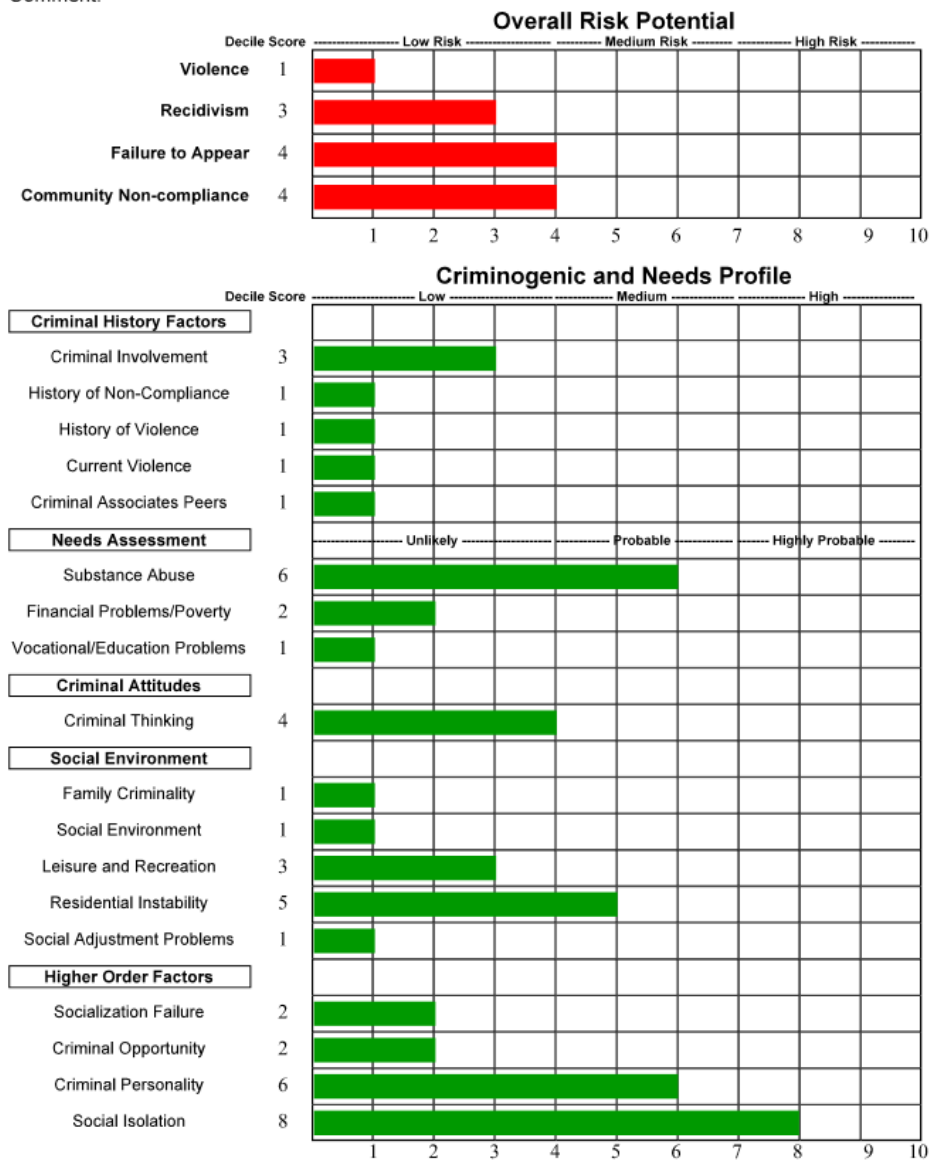 Comment:
Overall Risk Potential
Decile Score -------------------- Low Risk -------------------- ---------- Medium Risk --------- ------------ High Risk ------------
Violence 1
Recidivism 3
Failure to Appear 4
Community Non-compliance 4
1 2 3 4 5 6 7 8 9 10
Criminogenic and Needs Profile
Decile Score ------------------------ Low ------------------------ -------------- Medium -------------- --------------- High ----------------
Criminal History Factors
Criminal Involvement 3
History of Non-Compliance 1
History of Violence 1
Current Violence 1
Criminal Associates Peers 1
Needs Assessment --------------------- Unlikely --------------------- ------------- Probable -------------- ------- Highly Probable --------
Substance Abuse 6
Financial Problems/Poverty 2
Vocational/Education Problems 1
Criminal Attitudes
Criminal Thinking 4
Social Environment
Family Criminality 1
Social Environment 1
Leisure and Recreation 3
Residential Instability 5
Social Adjustment Problems 1
Higher Order Factors
Socialization Failure 2
Criminal Opportunity 2
Criminal Personality 6
Social Isolation 8
1 2 3 4 5 6 7 8 9 10